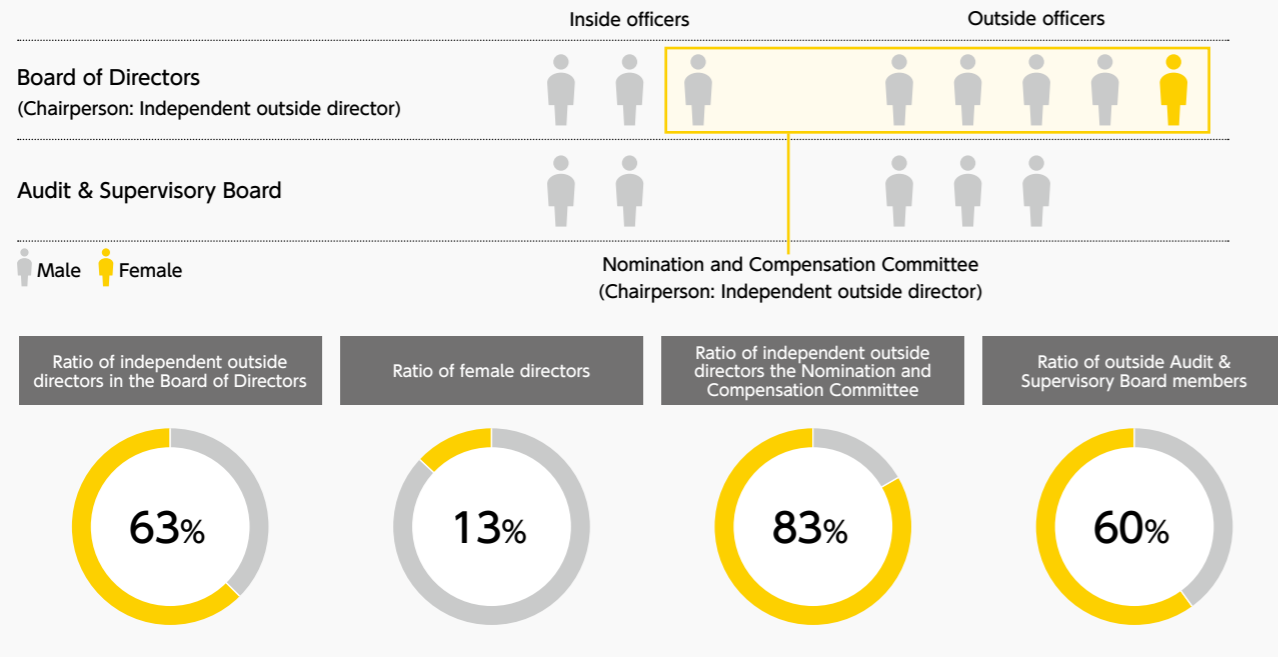 Inside officers
Outside officers
Board of Directors
(Chairperson: Independent outside director)
Audit & Supervisory Board
Male
Female
Nomination and Compensation Committee
(Chairperson: Independent outside director)
Ratio of independent outside
directors in the Board of Directors
63%
Ratio of female directors
13%
Ratio of independent outside
directors the Nomination and
Compensation Committee
83%
Ratio of outside Audit &
Supervisory Board members
60%